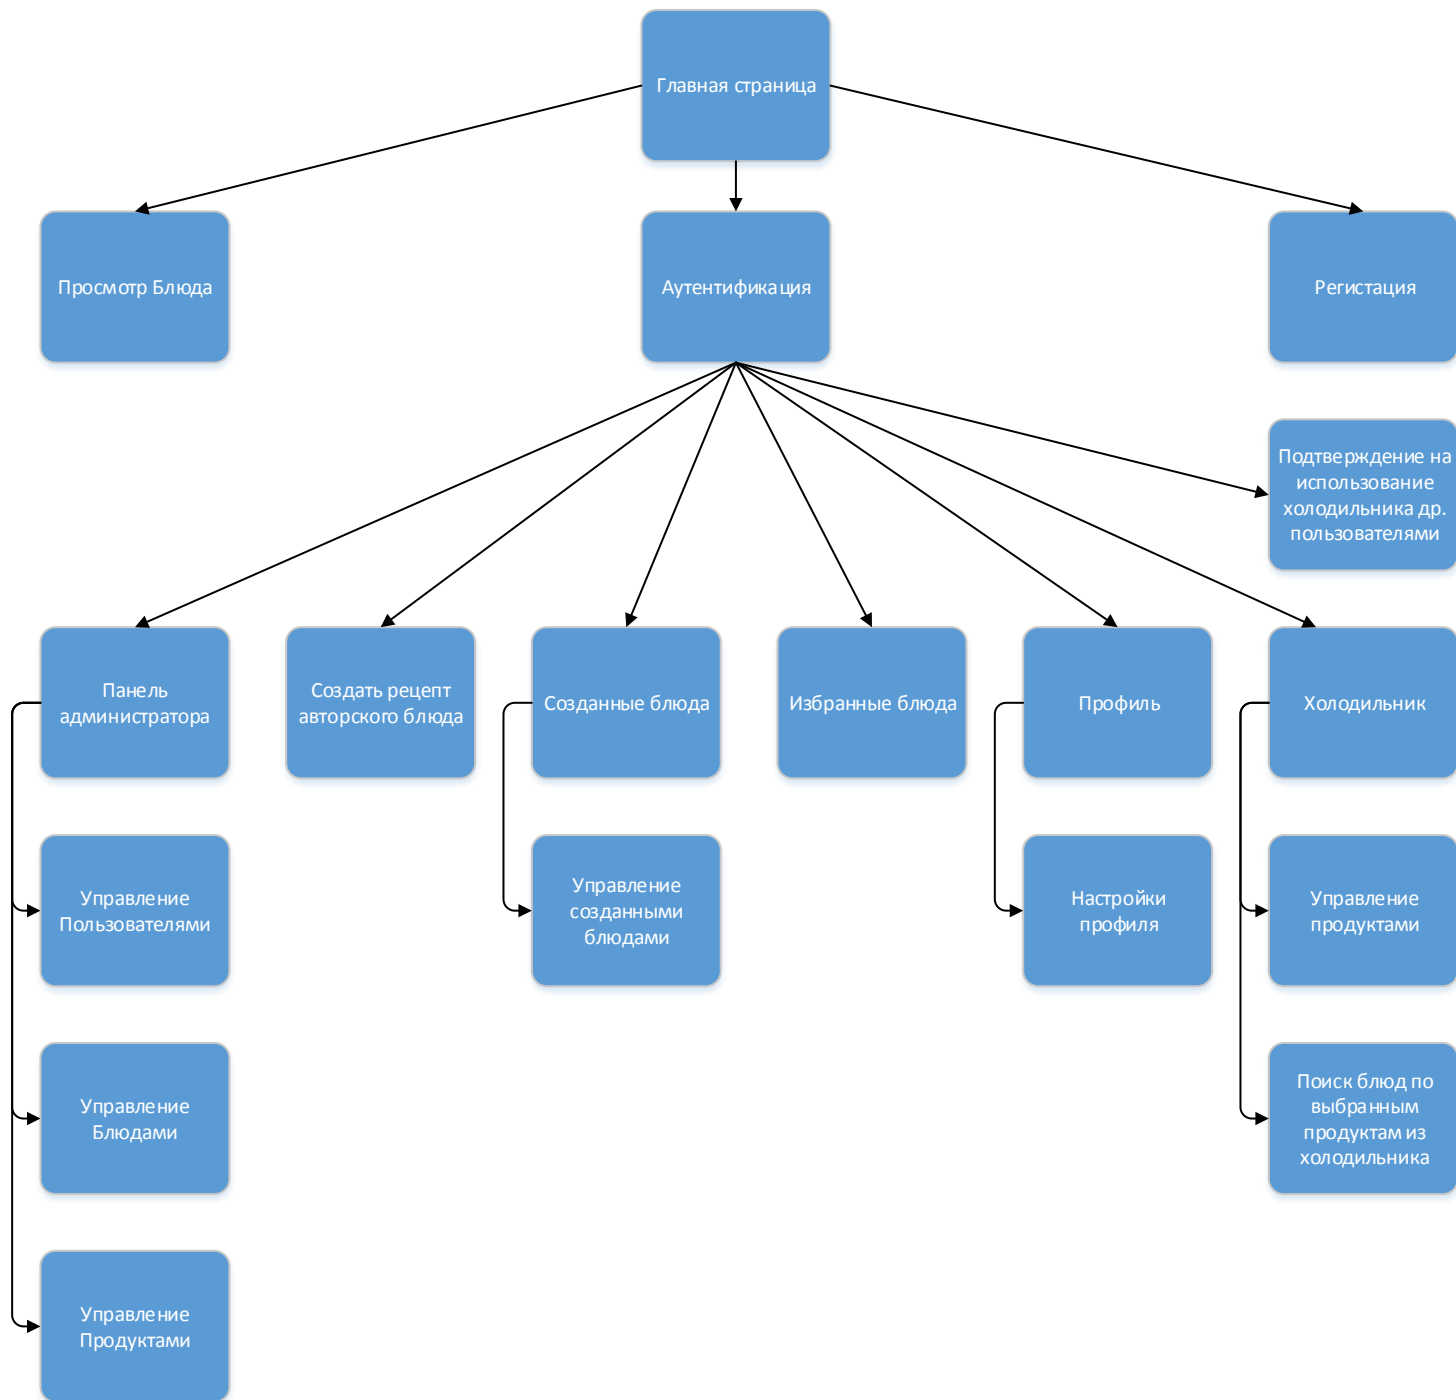 Главная страница
Просмотр Блюда
Аутентификация
Регистация
Подтверждение на
использование
холодильника др.
пользователями
Панель
администратора
Создать рецепт
авторского блюда
Созданные блюда
Избранные блюда
Профиль
Холодильник
Управление
Пользователями
Управление
созданными
блюдами
Настройки
профиля
Управление
продуктами
Управление
Блюдами
Поиск блюд по
выбранным
продуктам из
холодильника
Управление
Продуктами